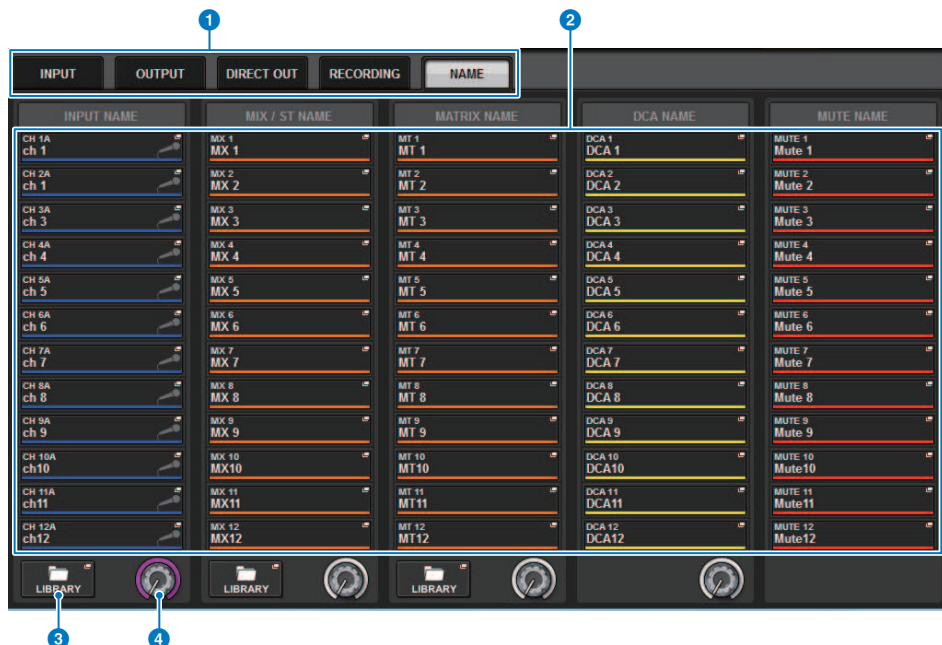 1
2
INPUT OUTPUT DIRECT OUT RECORDING NAME
INPUT NAME MIX / ST NAME MATRIX NAME DCA NAME MUTE NAME
CH 1A MX 1 MT 1 DCA 1 MUTE 1
ch 1 MX 1 MT 1 DCA 1 Mute 1
CH 2A MX 2 MT 2 DCA 2 MUTE 2
ch 1 MX 2 MT 2 DCA 2 Mute 2
CH 3A MX 3 MT 3 DCA 3 MUTE 3
ch 3 MX 3 MT 3 DCA 3 Mute 3
CH 4A MX 4 MT 4 DCA 4 MUTE 4
ch 4 MX 4 MT 4 DCA 4 Mute 4
CH 5A MX 5 MT 5 DCA 5 MUTE 5
ch 5 MX 5 MT 5 DCA 5 Mute 5
CH 6A MX 6 MT 6 DCA 6 MUTE 6
ch 6 MX 6 MT 6 DCA 6 Mute 6
CH 7A MX 7 MT 7 DCA 7 MUTE 7
ch 7 MX 7 MT 7 DCA 7 Mute 7
CH 8A MX 8 MT 8 DCA 8 MUTE 8
ch 8 MX 8 MT 8 DCA 8 Mute 8
CH 9A MX 9 MT 9 DCA 9 MUTE 9
ch 9 MX 9 MT 9 DCA 9 Mute 9
CH 10A MX 10 MT 10 DCA 10 MUTE 10
ch10 MX10 MT10 DCA10 Mute10
CH 11A MX 11 MT 11 DCA 11 MUTE 11
ch11 MX11 MT11 DCA11 Mute11
CH 12A MX 12 MT 12 DCA 12 MUTE 12
ch12 MX12 MT12 DCA12 Mute12
LIBRARY LIBRARY LIBRARY
3
4